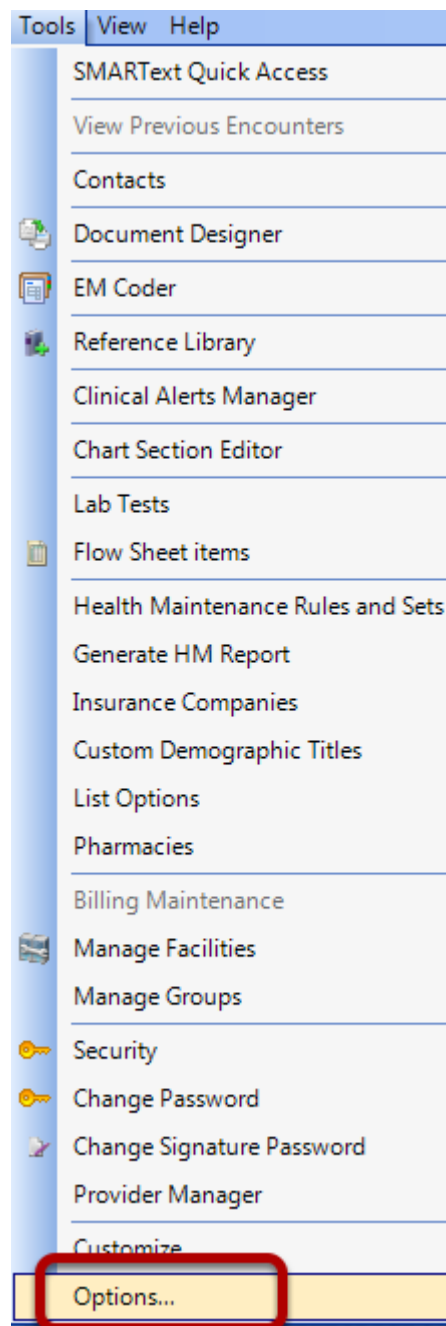 Tools View Help
SMARText Quick Access
View Previous Encounters
Contacts
Document Designer
EM Coder
Reference Library
Clinical Alerts Manager
Chart Section Editor
Lab Tests
Flow Sheet items
Health Maintenance Rules and Sets
Generate HM Report
Insurance Companies
Custom Demographic Titles
List Options
Pharmacies
Billing Maintenance
Manage Facilities
Manage Groups
Security
Change Password
Change Signature Password
Provider Manager
Customize
Options...